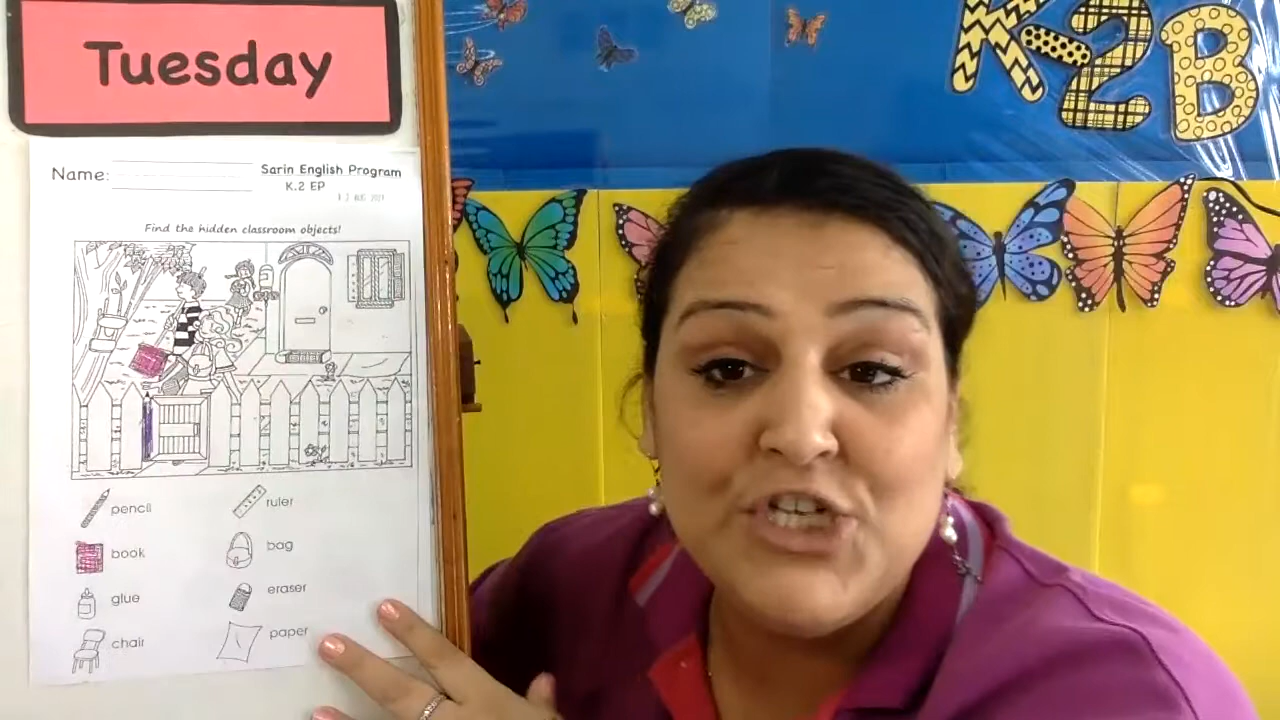 Tuesday
K-2B
Name:
Sarin English Program
K.2 EP
Find the hidden classroom objects!
pencil
ruler
book
bag
glue
eraser
chair
paper